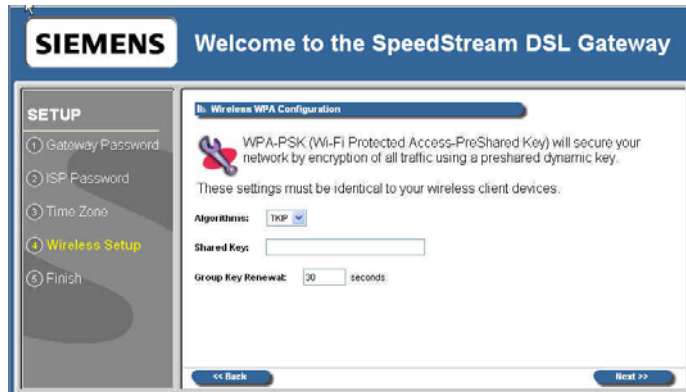 SIEMENS
Welcome to the SpeedStream DSL Gateway
SETUP
1 Gateway Password
2 ISP Password
3 Time Zone
4 Wireless Setup
5 Finish
Wireless WPA Configuration
WPA-PSK (Wi-Fi Protected Access-PreShared Key) will secure your
network by encryption of all traffic using a preshared dynamic key.
These settings must be identical to your wireless client devices.
Algorithms: TKIP
Shared Key:
Group Key Renewal: 30 seconds
<< Back
Next >>